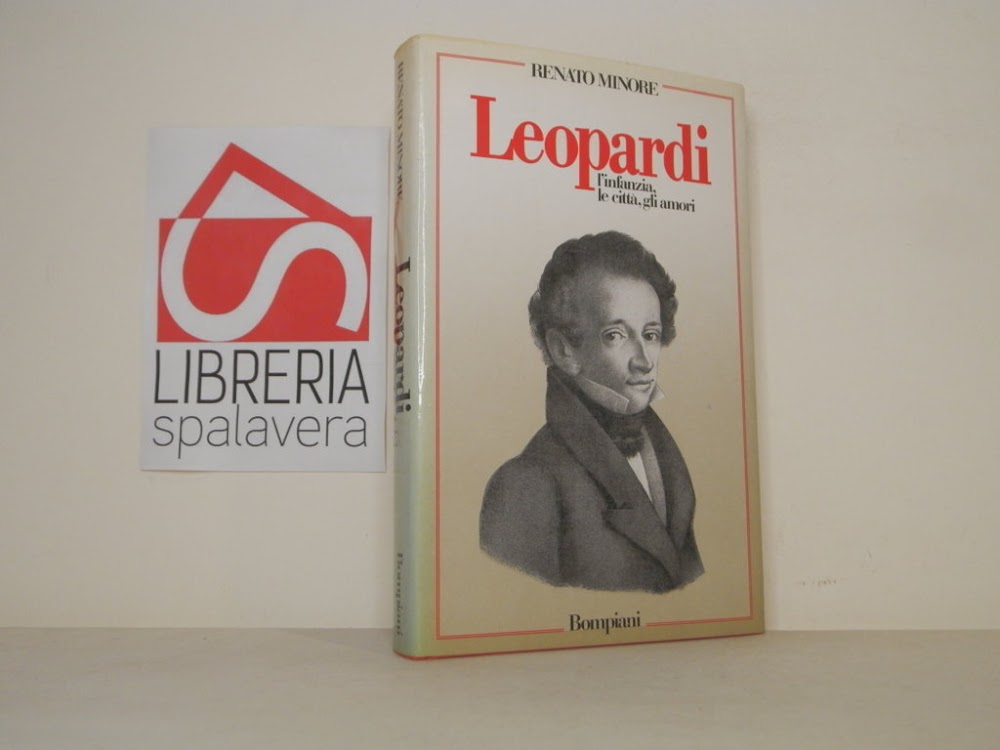 LIBRERIA
spalavera
RENATO MINORE
Leopardi
Bompiani
RENATO MINORE
Leopardi
l'infanzia,
le città, gli amori
Bompiani